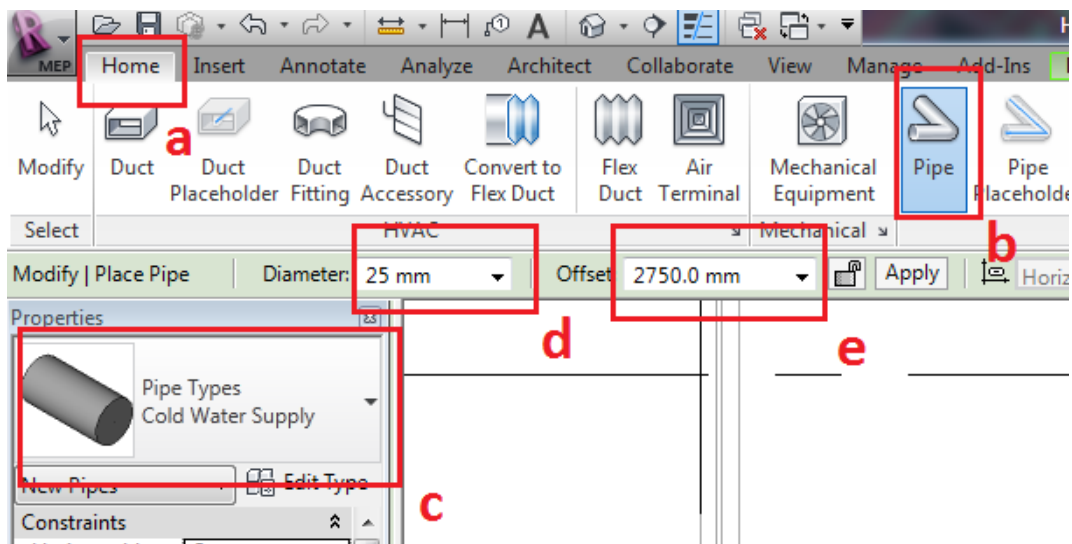 MEP Home Insert Annotate Analyze Architect Collaborate View Manage Add-Ins
a
Modify Duct Duct Placeholder Duct Fitting Duct Accessory Convert to Flex Duct Flex Duct Air Terminal Mechanical Equipment Pipe Pipe
Select HVAC Mechanical
b
Modify | Place Pipe Diameter: 25 mm Offset 2750.0 mm Apply Horiz
Properties
d
e
Pipe Types
Cold Water Supply
New Pipes Edit Type
c
Constraints